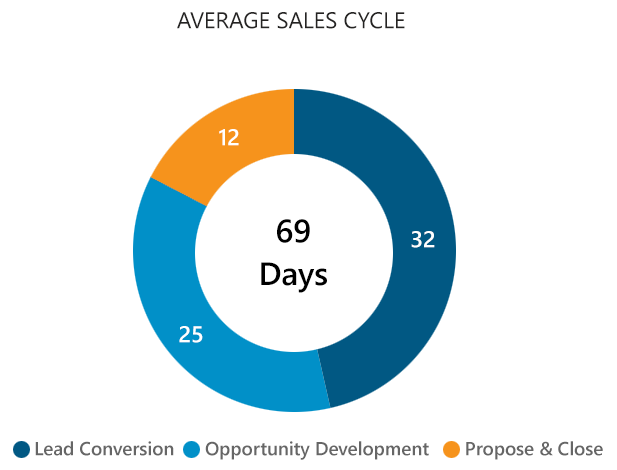 AVERAGE SALES CYCLE
12
69
Days
32
25
Lead Conversion Opportunity Development Propose & Close